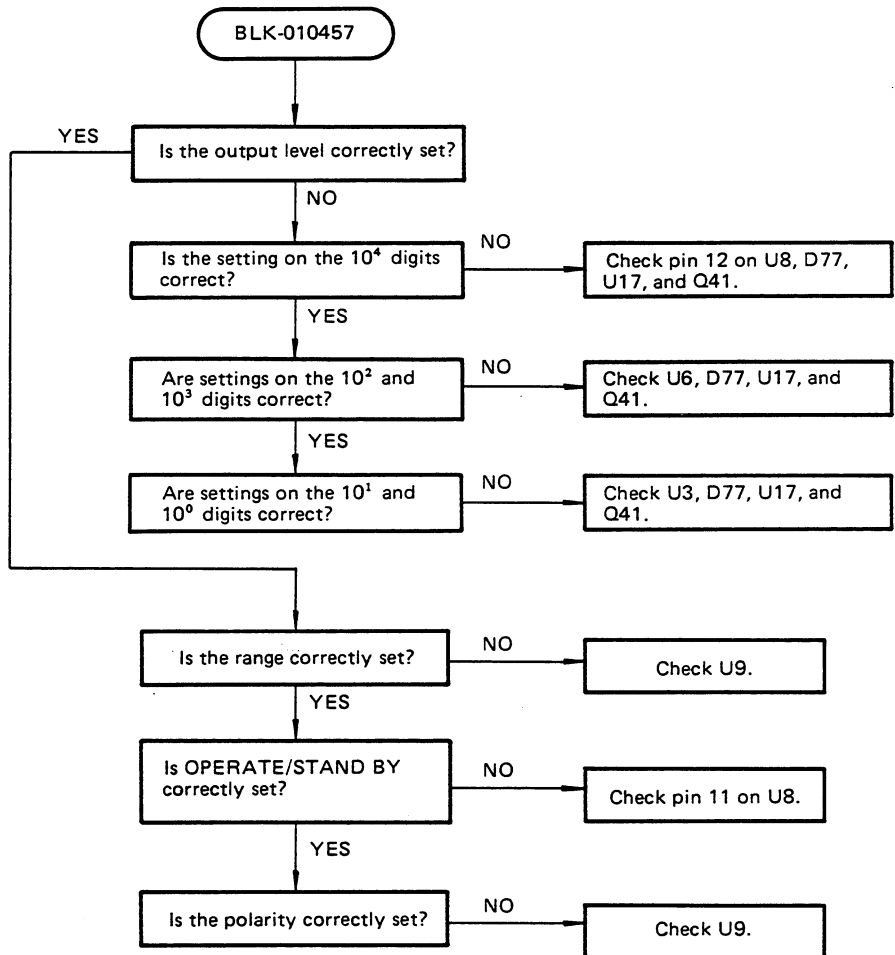 BLK-010457
YES
Is the output level correctly set?
NO
Is the setting on the 10⁴ digits
correct?
NO
Check pin 12 on U8, D77,
U17, and Q41.
YES
Are settings on the 10² and
10³ digits correct?
NO
Check U6, D77, U17, and
Q41.
YES
Are settings on the 10¹ and
10⁰ digits correct?
NO
Check U3, D77, U17, and
Q41.
Is the range correctly set?
NO
Check U9.
YES
Is OPERATE/STAND BY
correctly set?
NO
Check pin 11 on U8.
YES
Is the polarity correctly set?
NO
Check U9.